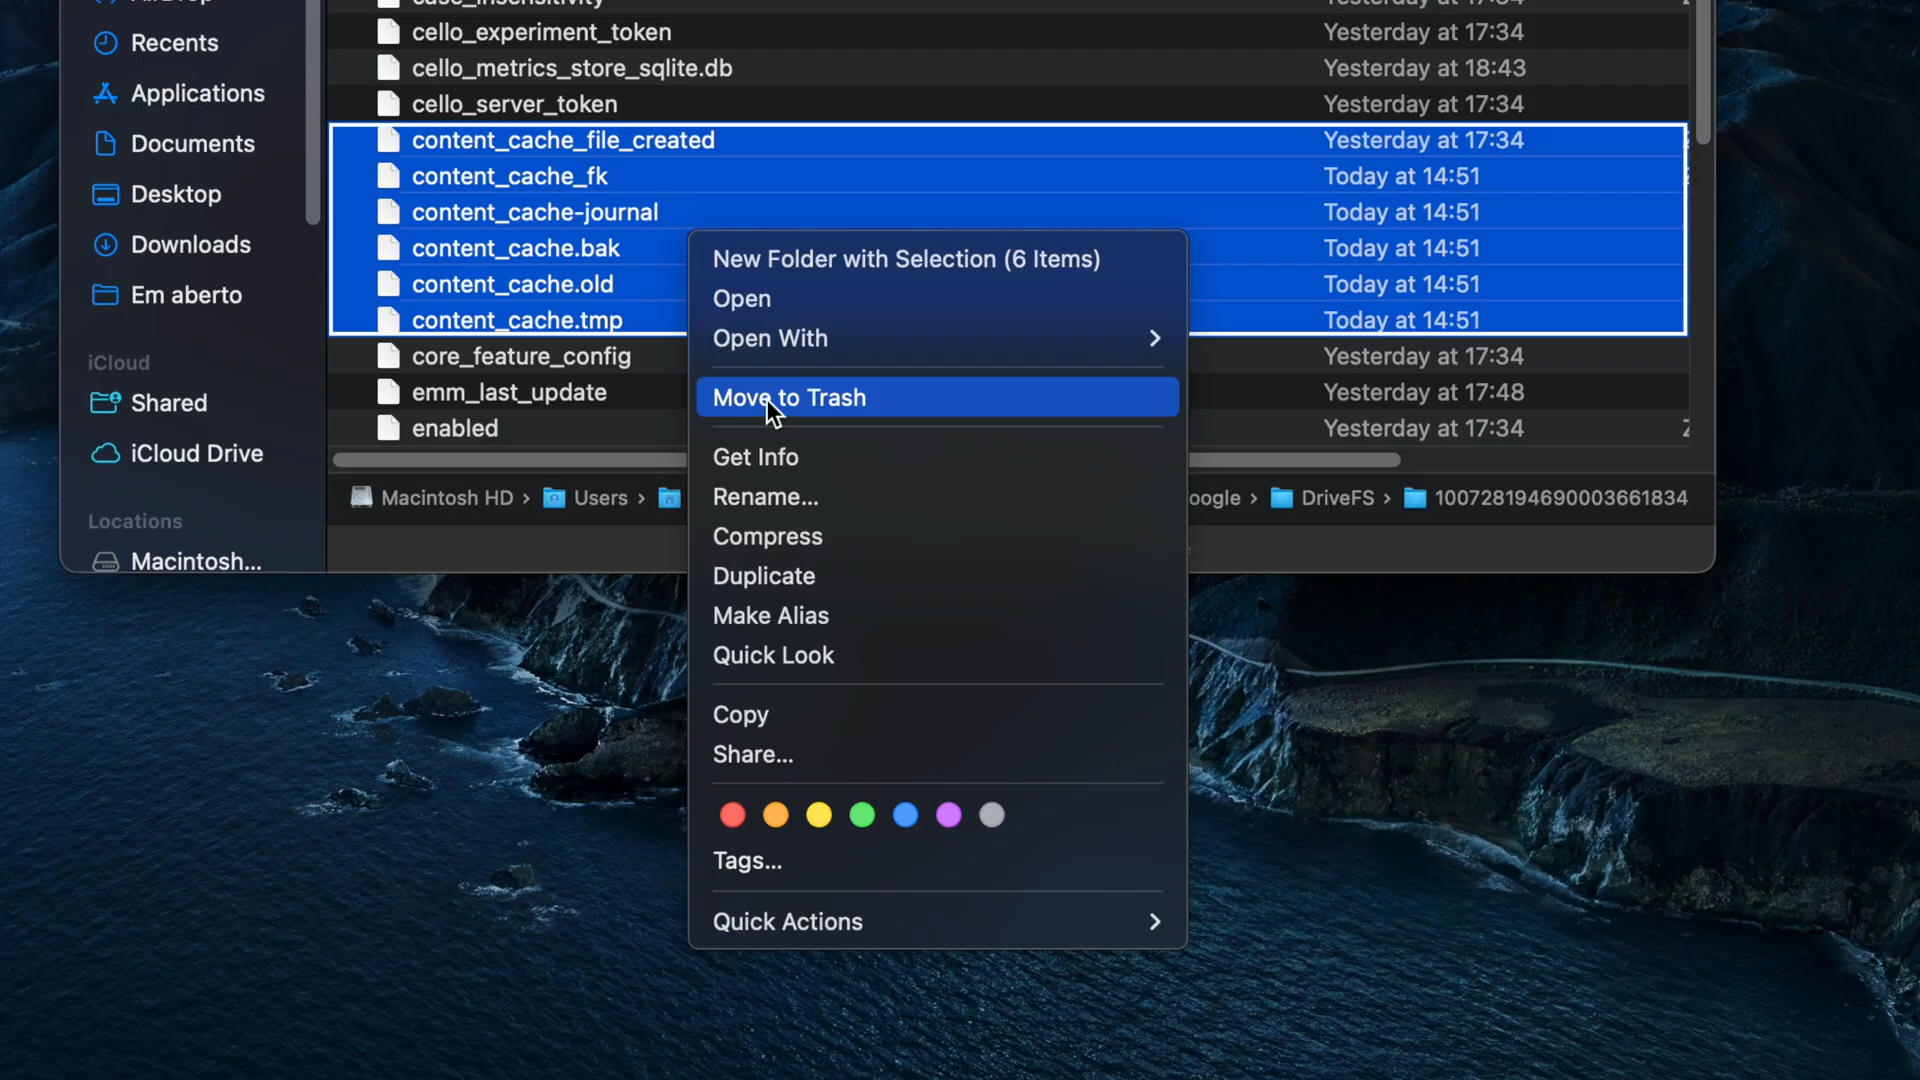 Recents
Applications
Documents
Desktop
Downloads
Em aberto
iCloud
Shared
iCloud Drive
Locations
Macintosh...
cello_experiment_token Yesterday at 17:34
cello_metrics_store_sqlite.db Yesterday at 18:43
cello_server_token Yesterday at 17:34
content_cache_file_created Yesterday at 17:34
content_cache_fk Today at 14:51
content_cache-journal Today at 14:51
content_cache.bak Today at 14:51
content_cache.old Today at 14:51
content_cache.tmp Today at 14:51
core_feature_config Yesterday at 17:34
emm_last_update Yesterday at 17:48
enabled Yesterday at 17:34
Macintosh HD › Users › oogle › DriveFS › 100728194690003661834
New Folder with Selection (6 Items)
Open
Open With
Move to Trash
Get Info
Rename...
Compress
Duplicate
Make Alias
Quick Look
Copy
Share...
Tags...
Quick Actions